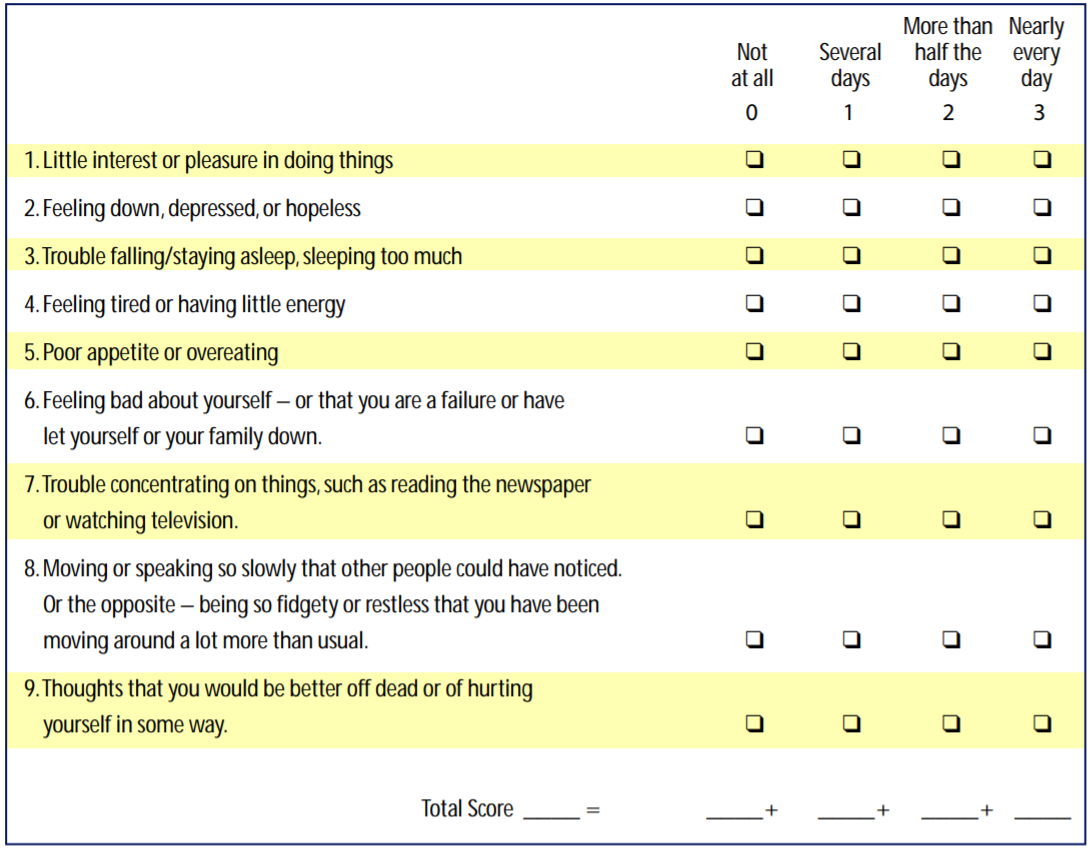 Not at all 0
Several days 1
More than half the days 2
Nearly every day 3
1. Little interest or pleasure in doing things
2. Feeling down, depressed, or hopeless
3. Trouble falling/staying asleep, sleeping too much
4. Feeling tired or having little energy
5. Poor appetite or overeating
6. Feeling bad about yourself – or that you are a failure or have
let yourself or your family down.
7. Trouble concentrating on things, such as reading the newspaper
or watching television.
8. Moving or speaking so slowly that other people could have noticed.
Or the opposite – being so fidgety or restless that you have been
moving around a lot more than usual.
9. Thoughts that you would be better off dead or of hurting
yourself in some way.
Total Score _____ = _____ + _____ + _____ + _____